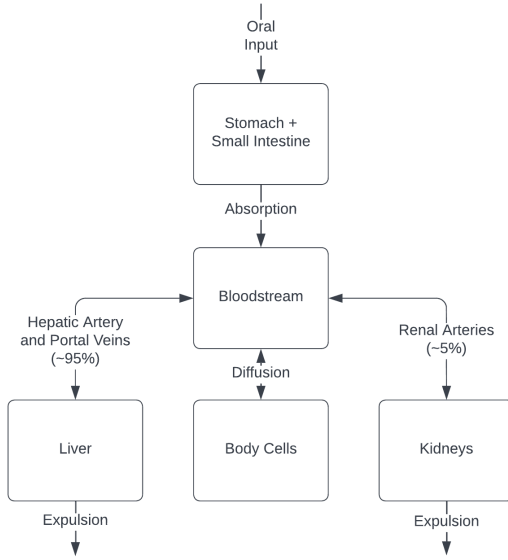 Oral
Input
Stomach +
Small Intestine
Absorption
Bloodstream
Hepatic Artery
and Portal Veins
(~95%)
Renal Arteries
(~5%)
Diffusion
Liver
Body Cells
Kidneys
Expulsion
Expulsion